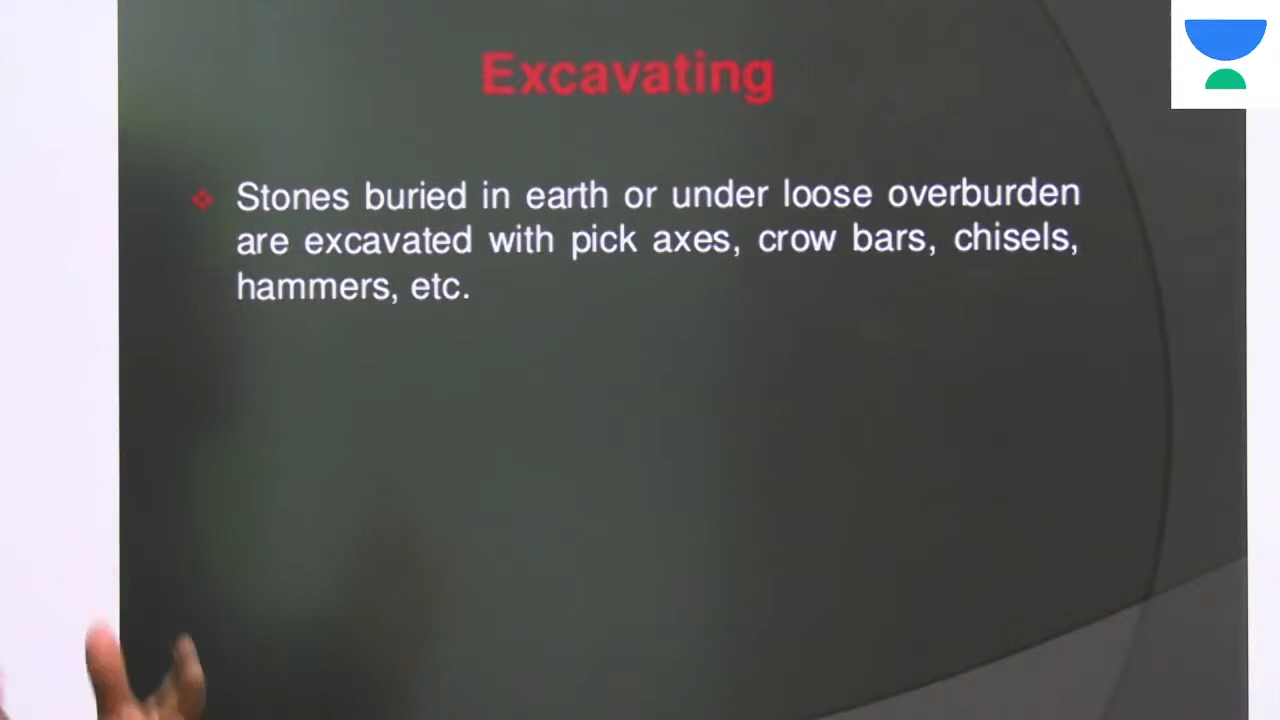 Excavating
Stones buried in earth or under loose overburden
are excavated with pick axes, crow bars, chisels,
hammers, etc.